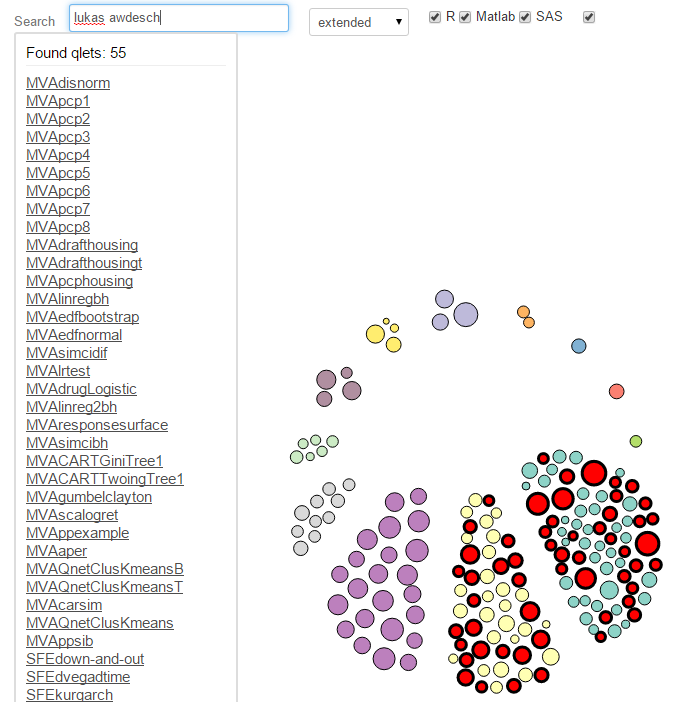 Search lukas awdesch extended R Matlab SAS
Found qlets: 55
MVAdisnorm
MVApcp1
MVApcp2
MVApcp3
MVApcp4
MVApcp5
MVApcp6
MVApcp7
MVApcp8
MVAdrafthousing
MVAdrafthousingt
MVApcphousing
MVAlinregbh
MVAedfbootstrap
MVAedfnormal
MVAsimcidif
MVAlrtest
MVAdrugLogistic
MVAlinreg2bh
MVAresponsesurface
MVAsimcibh
MVACARTGiniTree1
MVACARTTwoingTree1
MVAgumbelclayton
MVAscalogret
MVAppexample
MVAaper
MVAQnetClusKmeansB
MVAQnetClusKmeansT
MVAcarsim
MVAQnetClusKmeans
MVAppsib
SFEdown-and-out
SFEdvegadtime
SFEkurgarch